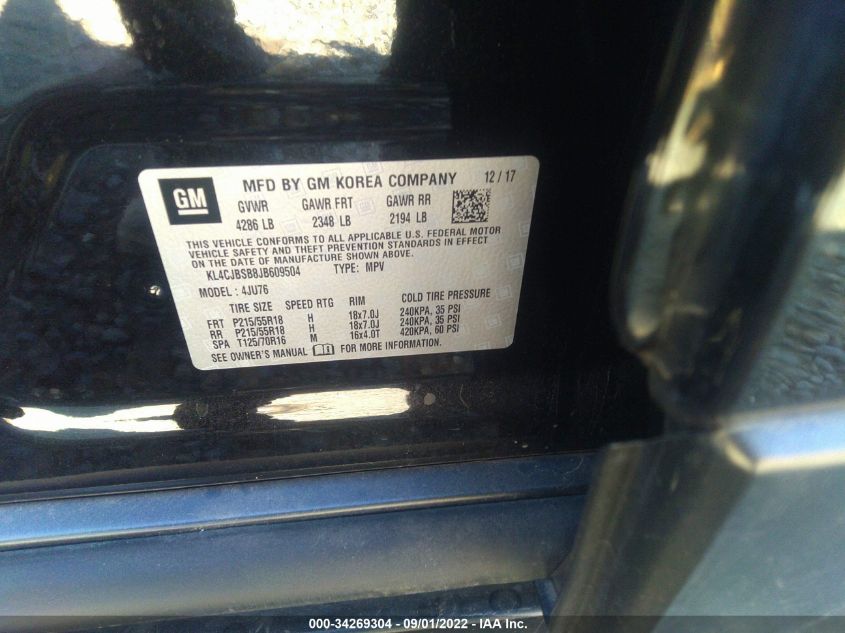 GM
MFD BY GM KOREA COMPANY 12/17
GVWR GAWR FRT GAWR RR
4286 LB 2348 LB 2194 LB
THIS VEHICLE CONFORMS TO ALL APPLICABLE U.S. FEDERAL MOTOR
VEHICLE SAFETY AND THEFT PREVENTION STANDARDS IN EFFECT
ON THE DATE OF MANUFACTURE SHOWN ABOVE.
KL4CJBSB8JB609504 TYPE: MPV
MODEL: 4JU76
TIRE SIZE SPEED RTG RIM COLD TIRE PRESSURE
FRT P215/55R18 H 18x7.0J 240KPA, 35 PSI
RR P215/55R18 H 18x7.0J 240KPA, 35 PSI
SPA T125/70R16 M 16x4.0T 420KPA, 60 PSI
SEE OWNER'S MANUAL FOR MORE INFORMATION.
000-34269304 - 09/01/2022 - IAA Inc.